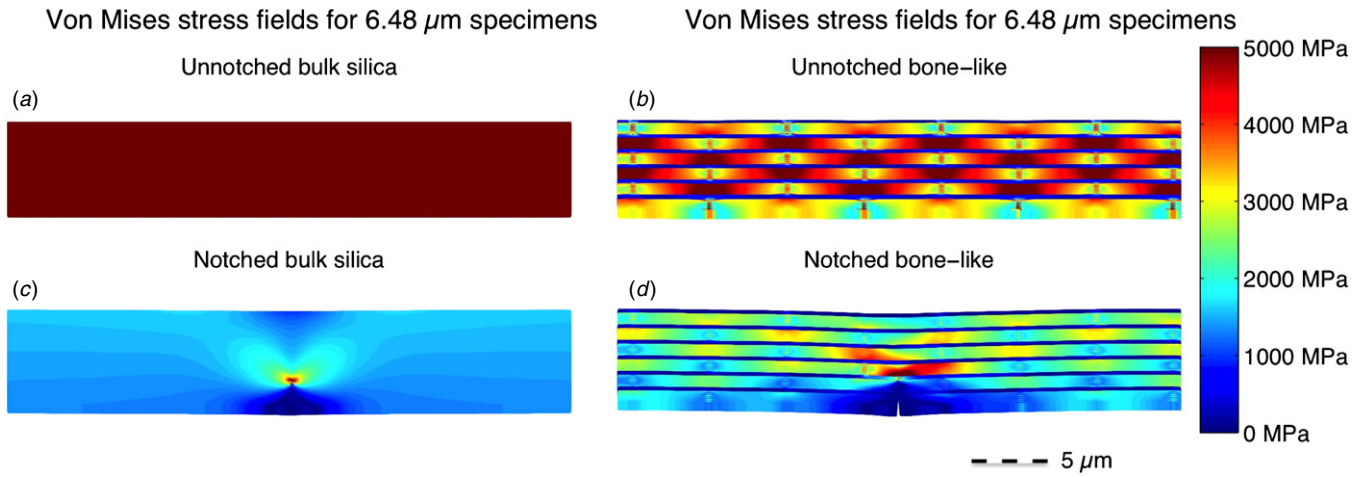 Von Mises stress fields for 6.48 µm specimens
Von Mises stress fields for 6.48 µm specimens
Unnotched bulk silica
Unnotched bone–like
(a)
(b)
Notched bulk silica
Notched bone–like
(c)
(d)
5000 MPa
4000 MPa
3000 MPa
2000 MPa
1000 MPa
0 MPa
5 µm